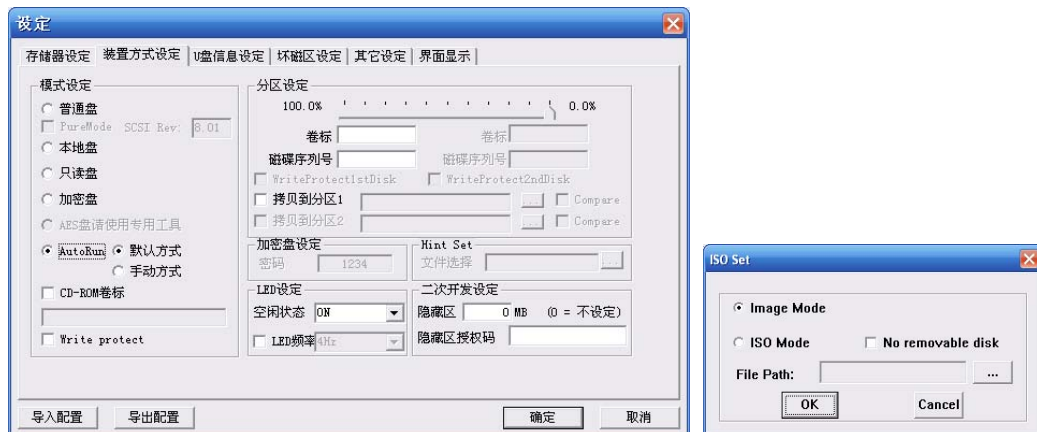 设定
存储器设定 装置方式设定 U盘信息设定 坏磁区设定 其它设定 界面显示
模式设定
普通盘
PureMode SCSI Rev: 8.01
本地盘
只读盘
加密盘
AES盘请使用专用工具
AutoRun 默认方式
手动方式
CD-ROM卷标
Write protect
分区设定
100.0% 0.0%
卷标 卷标
磁碟序列号 磁碟序列号
WriteProtect1stDisk WriteProtect2ndDisk
拷贝到分区1 ... Compare
拷贝到分区2 ... Compare
加密盘设定
密码 1234
Hint Set
文件选择 ...
LED设定
空闲状态 ON
LED频率 4Hz
二次开发设定
隐藏区 0 MB (0 = 不设定)
隐藏区授权码
导入配置 导出配置 确定 取消
ISO Set
Image Mode
ISO Mode No removable disk
File Path: ...
OK Cancel